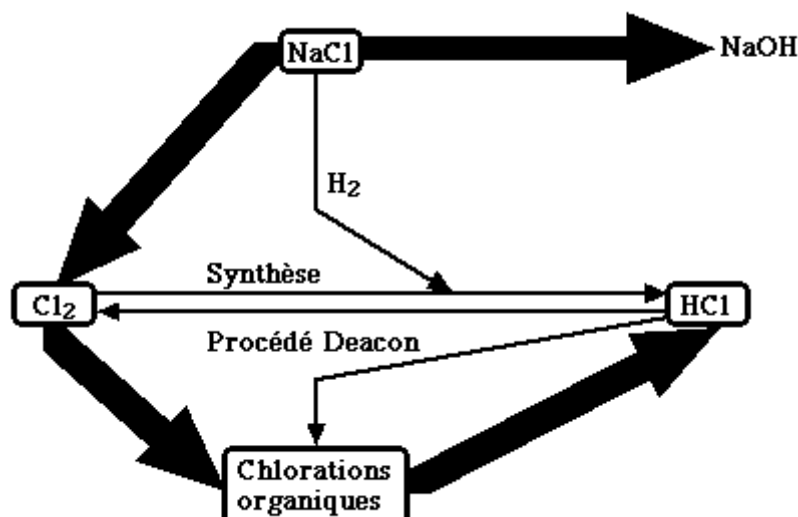 NaCl
NaOH
H2
Synthèse
Cl2
HCl
Procédé Deacon
Chlorations
organiques